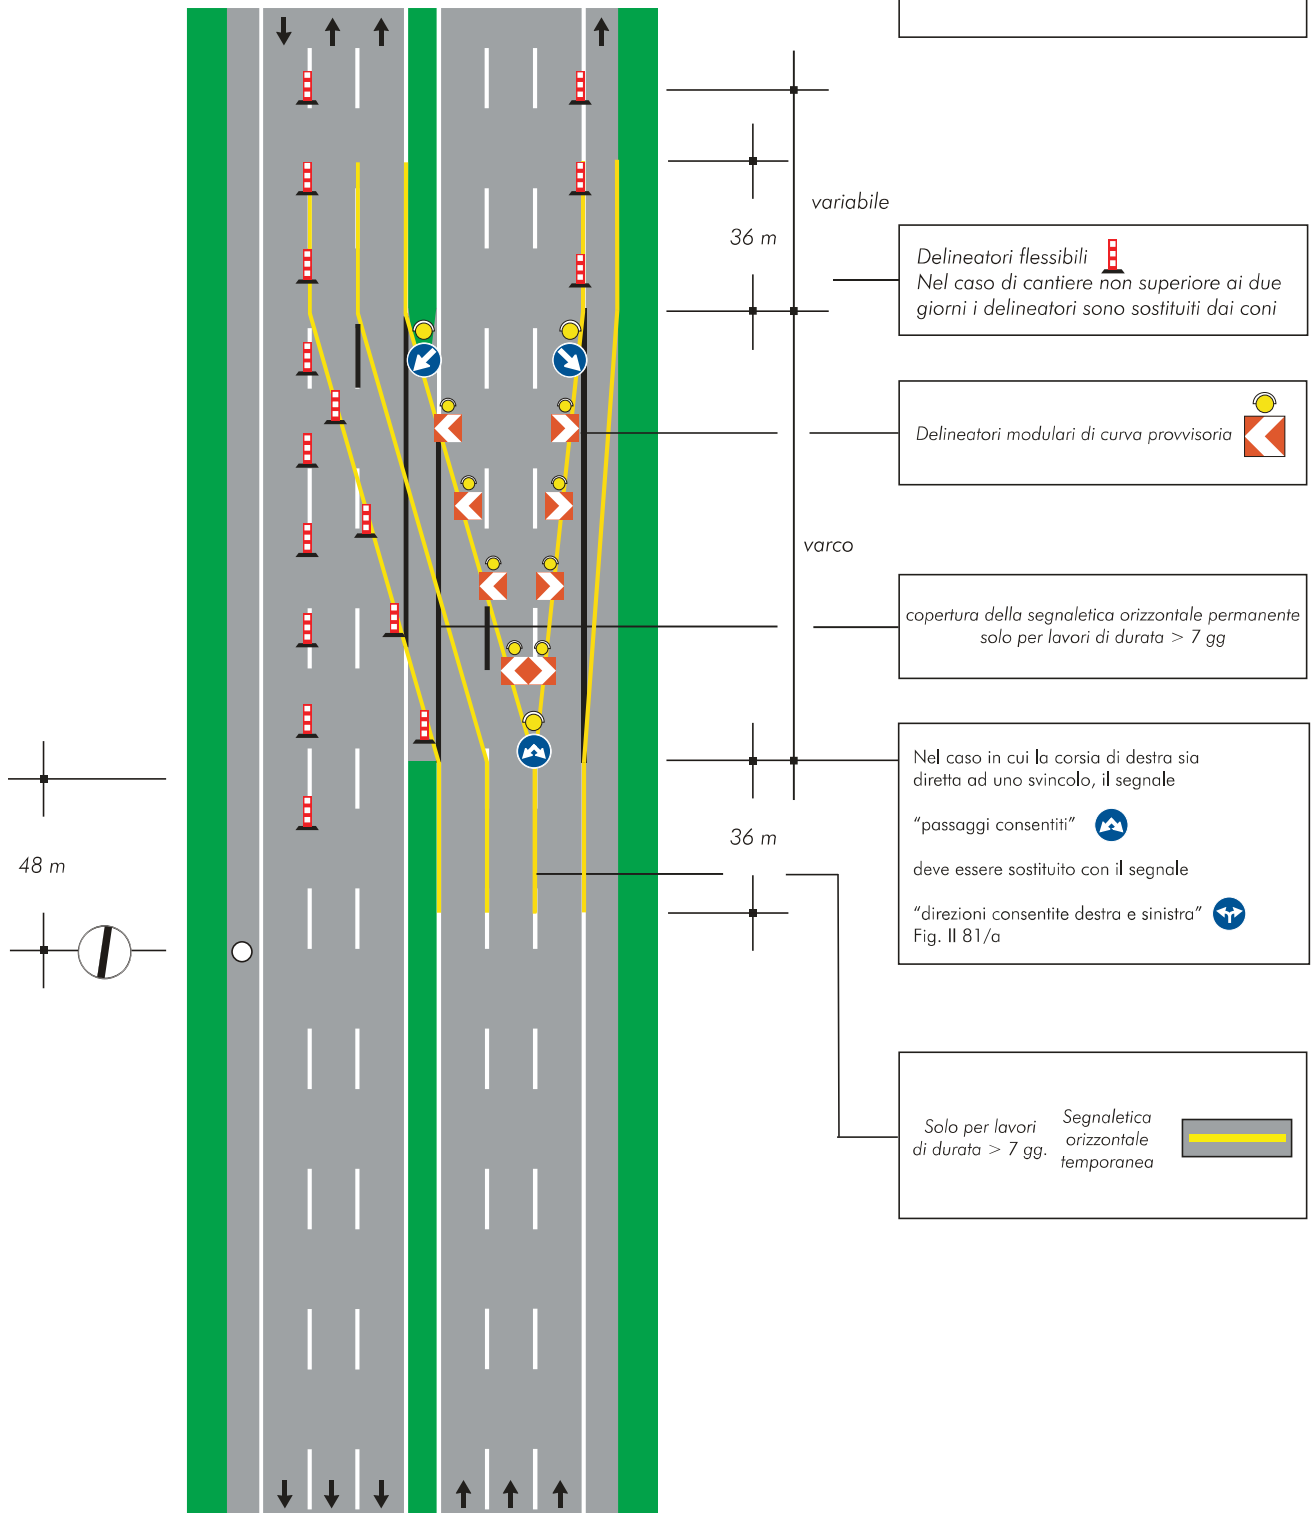 variabile
36 m
Delineatori flessibili
Nel caso di cantiere non superiore ai due
giorni i delineatori sono sostituiti dai coni
Delineatori modulari di curva provvisoria
varco
copertura della segnaletica orizzontale permanente
solo per lavori di durata > 7 gg
Nel caso in cui la corsia di destra sia
diretta ad uno svincolo, il segnale
"passaggi consentiti"
deve essere sostituito con il segnale
"direzioni consentite destra e sinistra"
Fig. II 81/a
36 m
48 m
Solo per lavori
di durata > 7 gg.
Segnaletica
orizzontale
temporanea